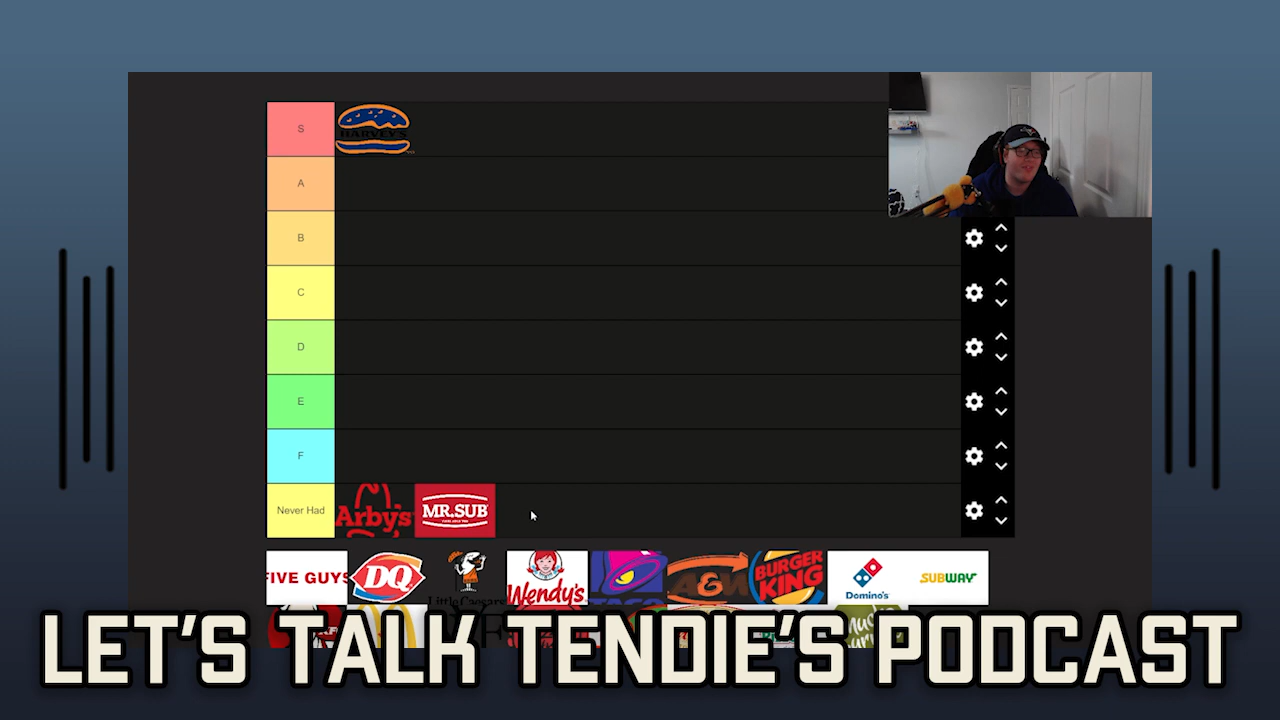 S
HARVEY'S
A
B
C
D
E
F
Never Had
Arby's
MR.SUB
FIVE GUYS
DQ
Little Caesars
Wendy's
TACO
A&W
BURGER KING
Domino's
SUBWAY
LET'S TALK TENDIE'S PODCAST